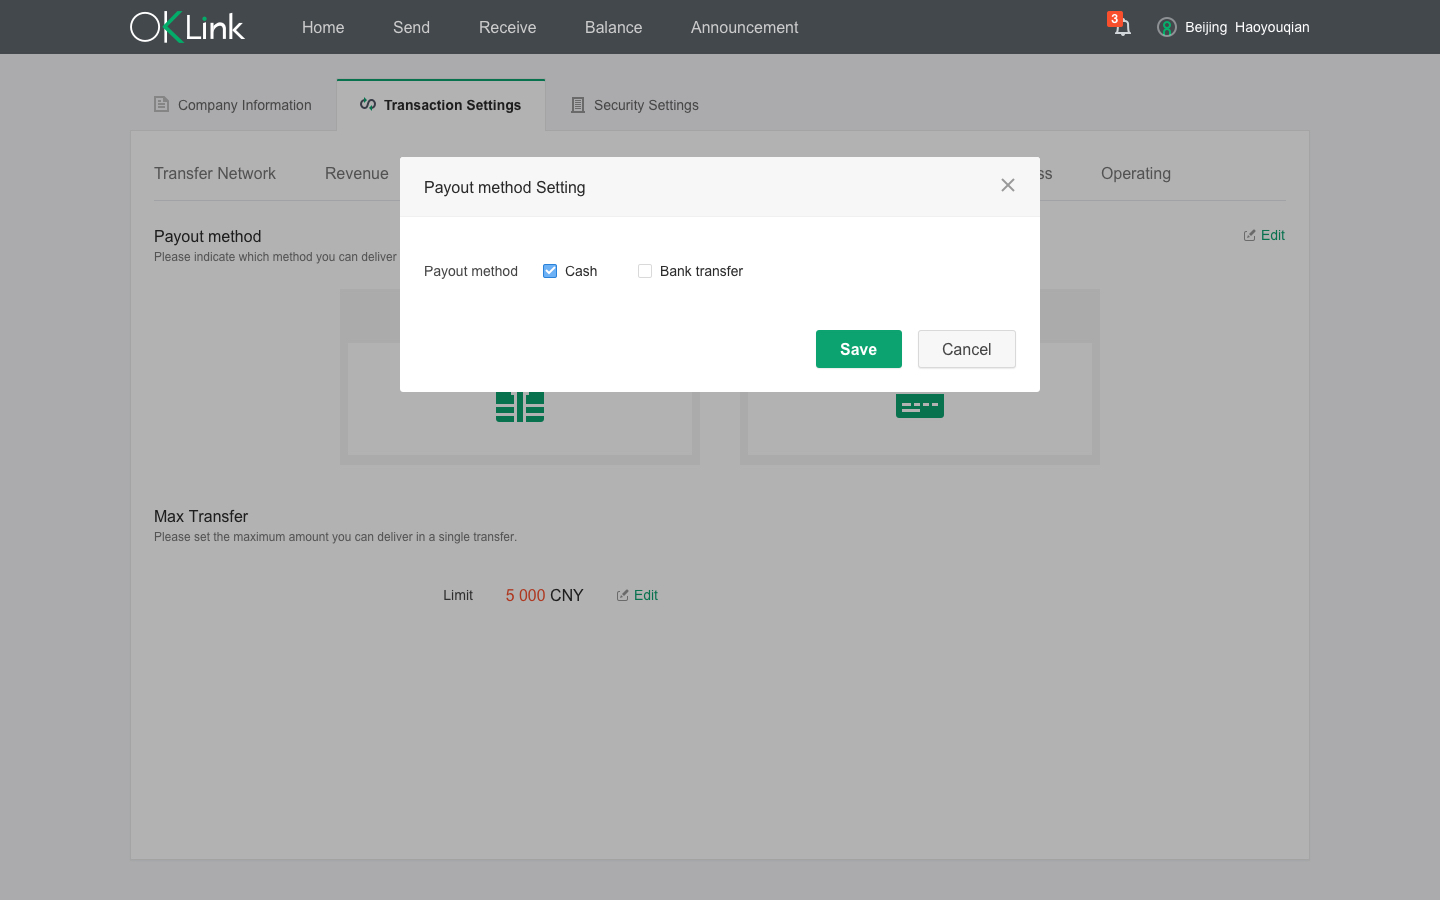 OKLink
Home Send Receive Balance Announcement
3
Beijing Haoyouqian
Company Information
Transaction Settings
Security Settings
Transfer Network Revenue ss Operating
Payout method Setting
Payout method
Edit
Please indicate which method you can deliver
Payout method Cash Bank transfer
Save Cancel
Max Transfer
Please set the maximum amount you can deliver in a single transfer.
Limit 5 000 CNY Edit